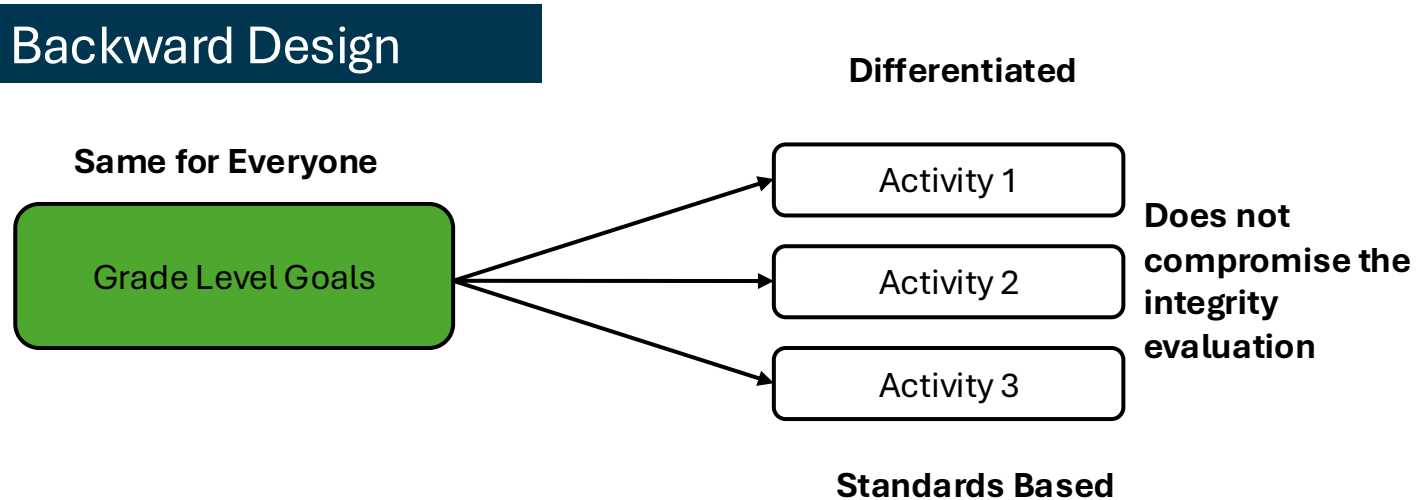 Backward Design
Differentiated
Same for Everyone
Grade Level Goals
Activity 1
Activity 2
Activity 3
Does not
compromise the
integrity
evaluation
Standards Based